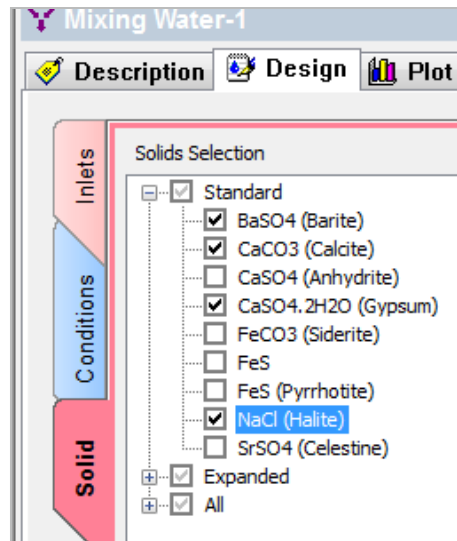 Mixing Water-1
Description Design Plot
Inlets
Conditions
Solid
Solids Selection
Standard
BaSO4 (Barite)
CaCO3 (Calcite)
CaSO4 (Anhydrite)
CaSO4.2H2O (Gypsum)
FeCO3 (Siderite)
FeS
FeS (Pyrrhotite)
NaCl (Halite)
SrSO4 (Celestine)
Expanded
All